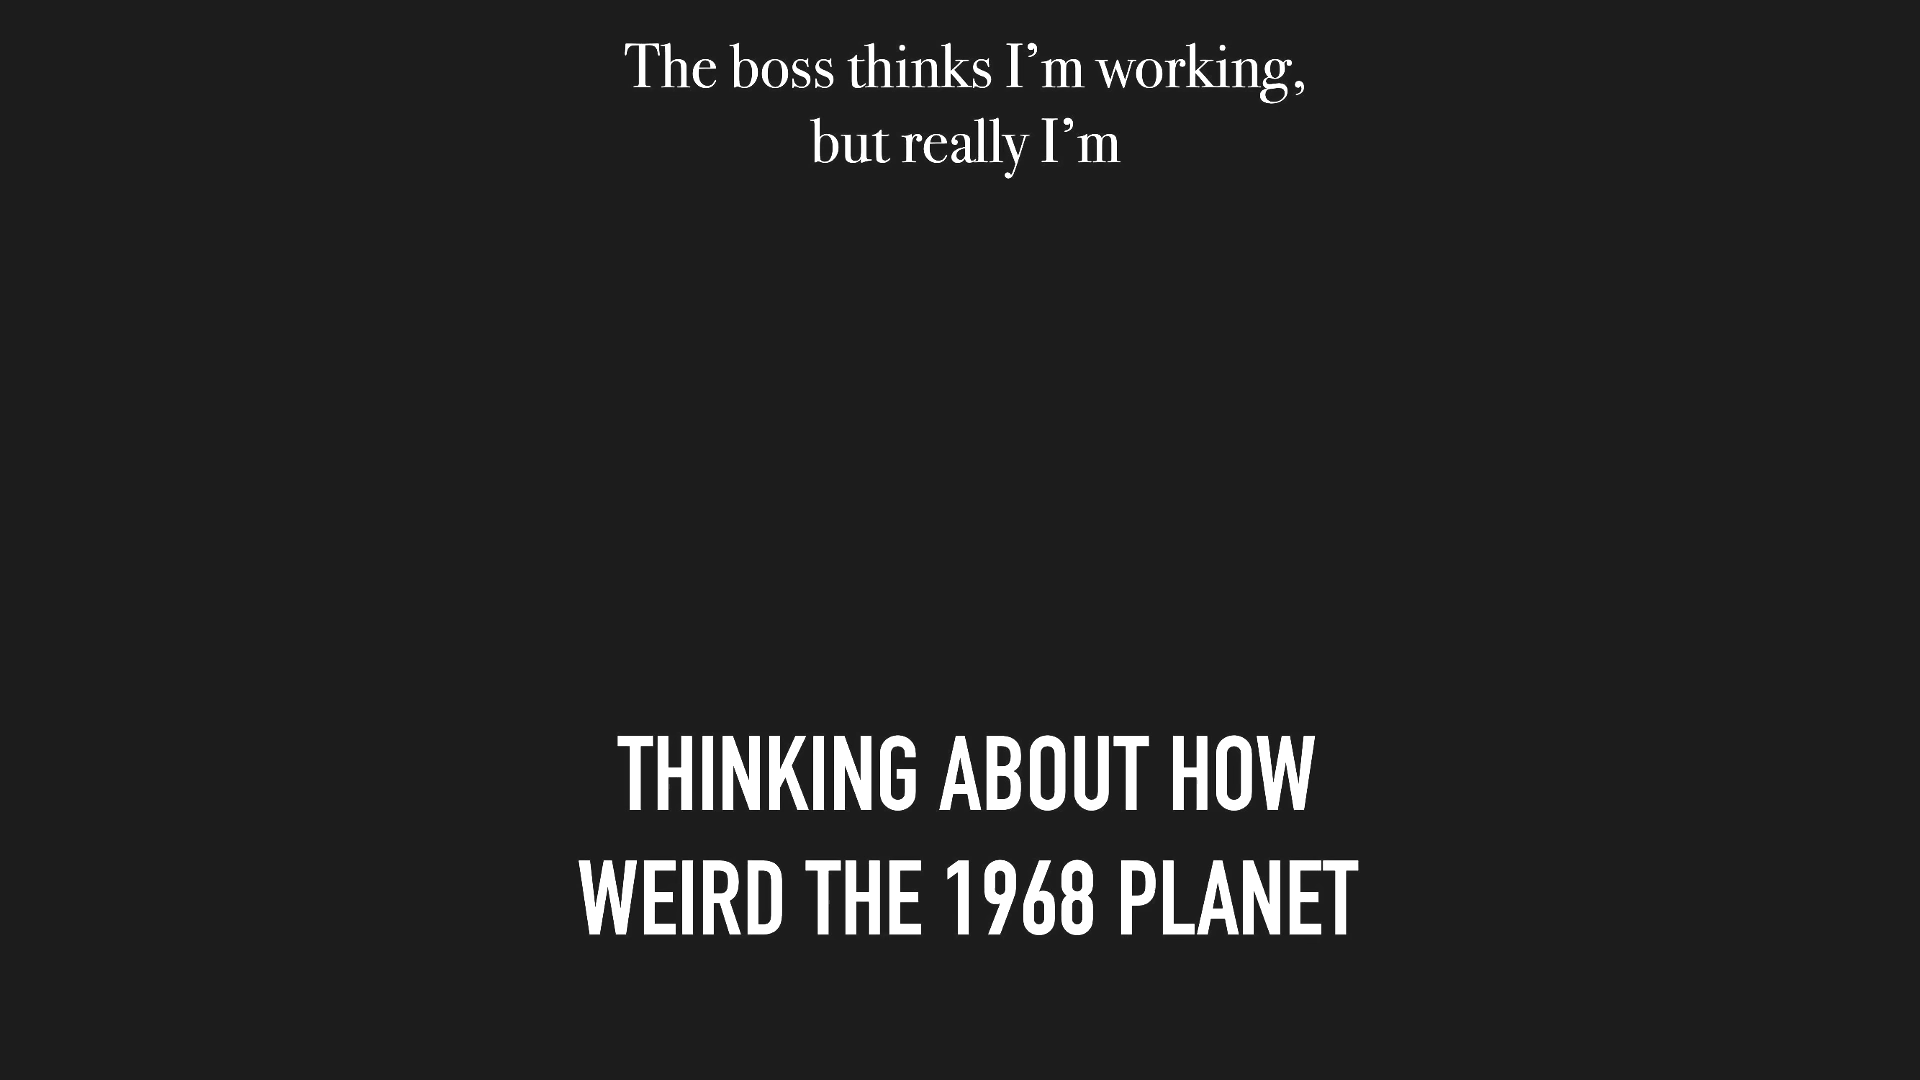 The boss thinks I’m working,
but really I’m
THINKING ABOUT HOW
WEIRD THE 1968 PLANET